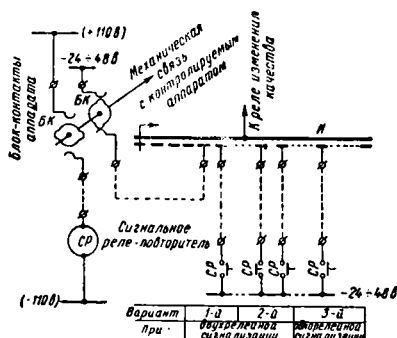 (+110в)
-24÷48в
Механическая
связь
с контролируемым
аппаратом
Блок-контакты
аппарата
БК
БК
К реле изменения
качества
И
Сигнальное
реле-повторитель
СР
СР
СР
СР
СР
(-110в)
-24÷48в
Вариант 1-й 2-й 3-й
При двухрелейной сигнализации
сигнализации